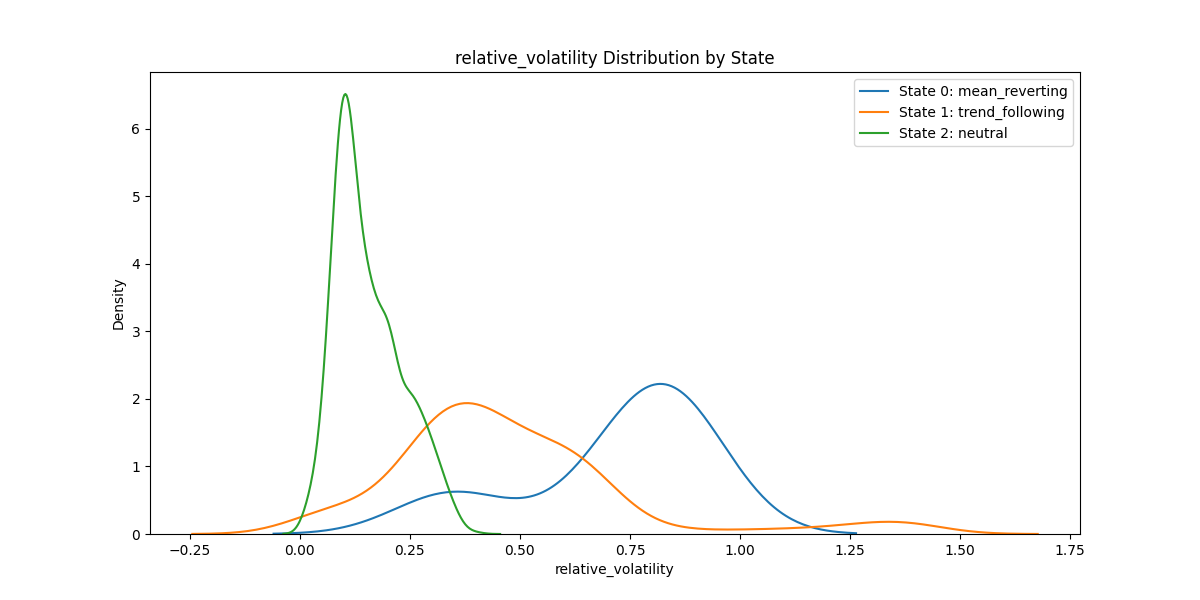 relative_volatility Distribution by State
State 0: mean_reverting
State 1: trend_following
State 2: neutral
Density
6
5
4
3
2
1
0
−0.25 0.00 0.25 0.50 0.75 1.00 1.25 1.50 1.75
relative_volatility